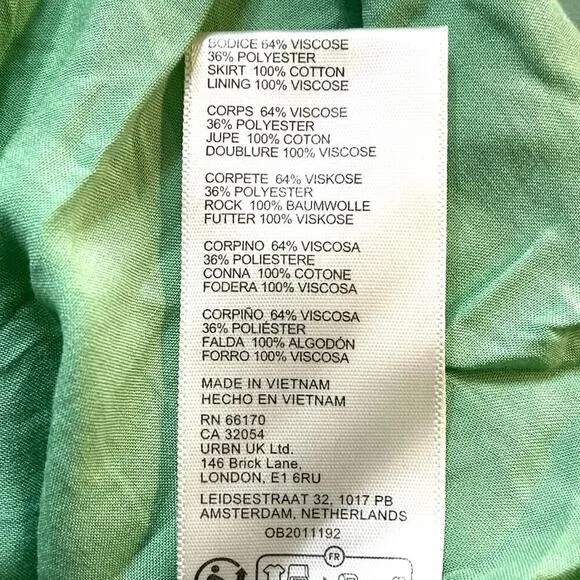 BODICE 64% VISCOSE
36% POLYESTER
SKIRT 100% COTTON
LINING 100% VISCOSE
CORPS 64% VISCOSE
36% POLYESTER
JUPE 100% COTON
DOUBLURE 100% VISCOSE
CORPETE 64% VISKOSE
36% POLYESTER
ROCK 100% BAUMWOLLE
FUTTER 100% VISKOSE
CORPINO 64% VISCOSA
36% POLIESTERE
CONNA 100% COTONE
FODERA 100% VISCOSA
CORPIÑO 64% VISCOSA
36% POLIÉSTER
FALDA 100% ALGODÓN
FORRO 100% VISCOSA
MADE IN VIETNAM
HECHO EN VIETNAM
RN 66170
CA 32054
URBN UK Ltd.
146 Brick Lane,
LONDON, E1 6RU
LEIDSESTRAAT 32, 1017 PB
AMSTERDAM, NETHERLANDS
OB2011192
FR